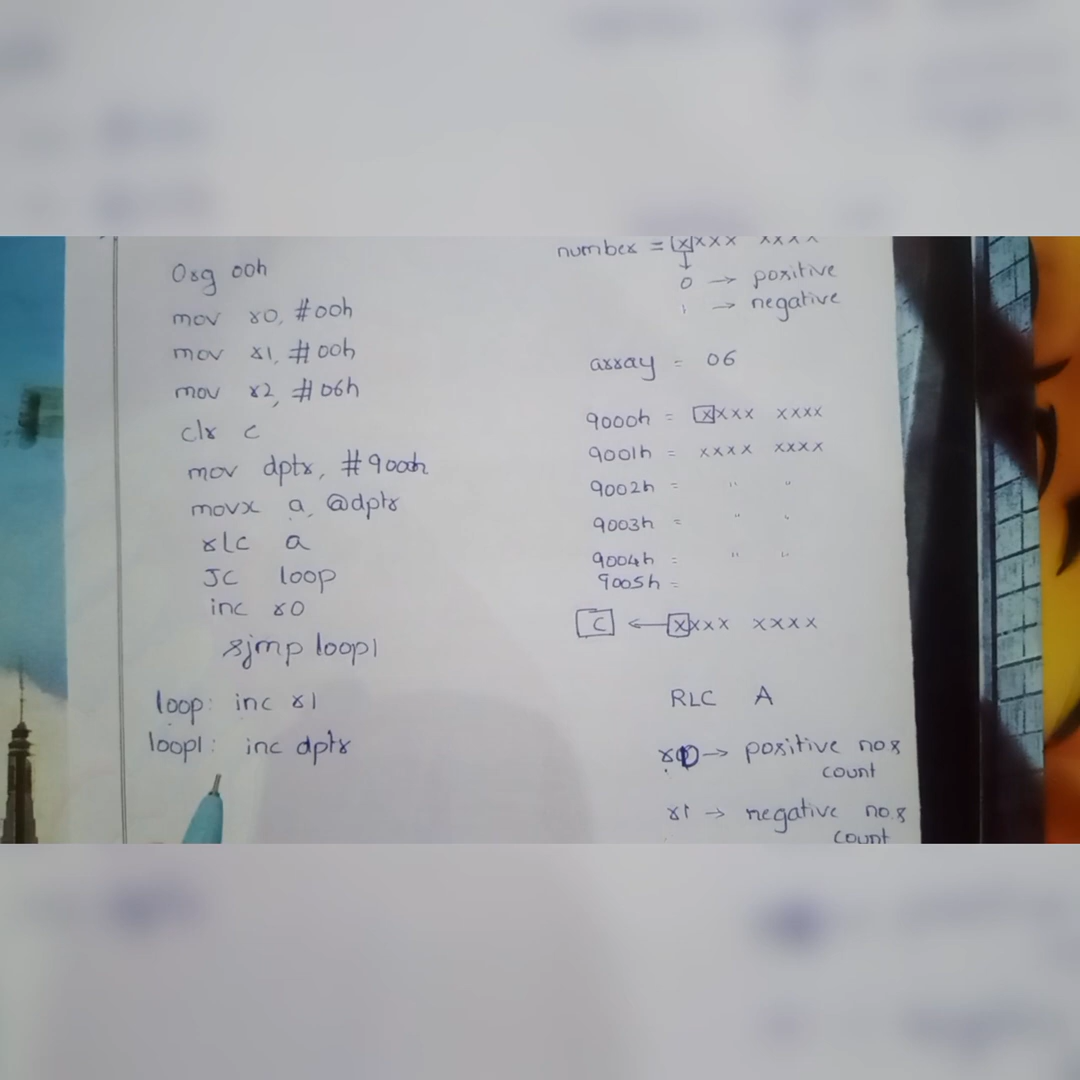 Org 00h
mov r0, #00h
mov r1, #00h
mov r2, #06h
clr c
mov dptr, #9000h
movx a, @dptr
rlc a
JC loop
inc r0
sjmp loop1
loop: inc r1
loop1: inc dptr
number = xxxx xxxx
0 → positive
1 → negative
array = 06
9000h = xxxx xxxx
9001h = xxxx xxxx
9002h = " "
9003h = " "
9004h = " "
9005h =
C ← xxxx xxxx
RLC A
r0 → positive nos
count
r1 → negative no.s
count